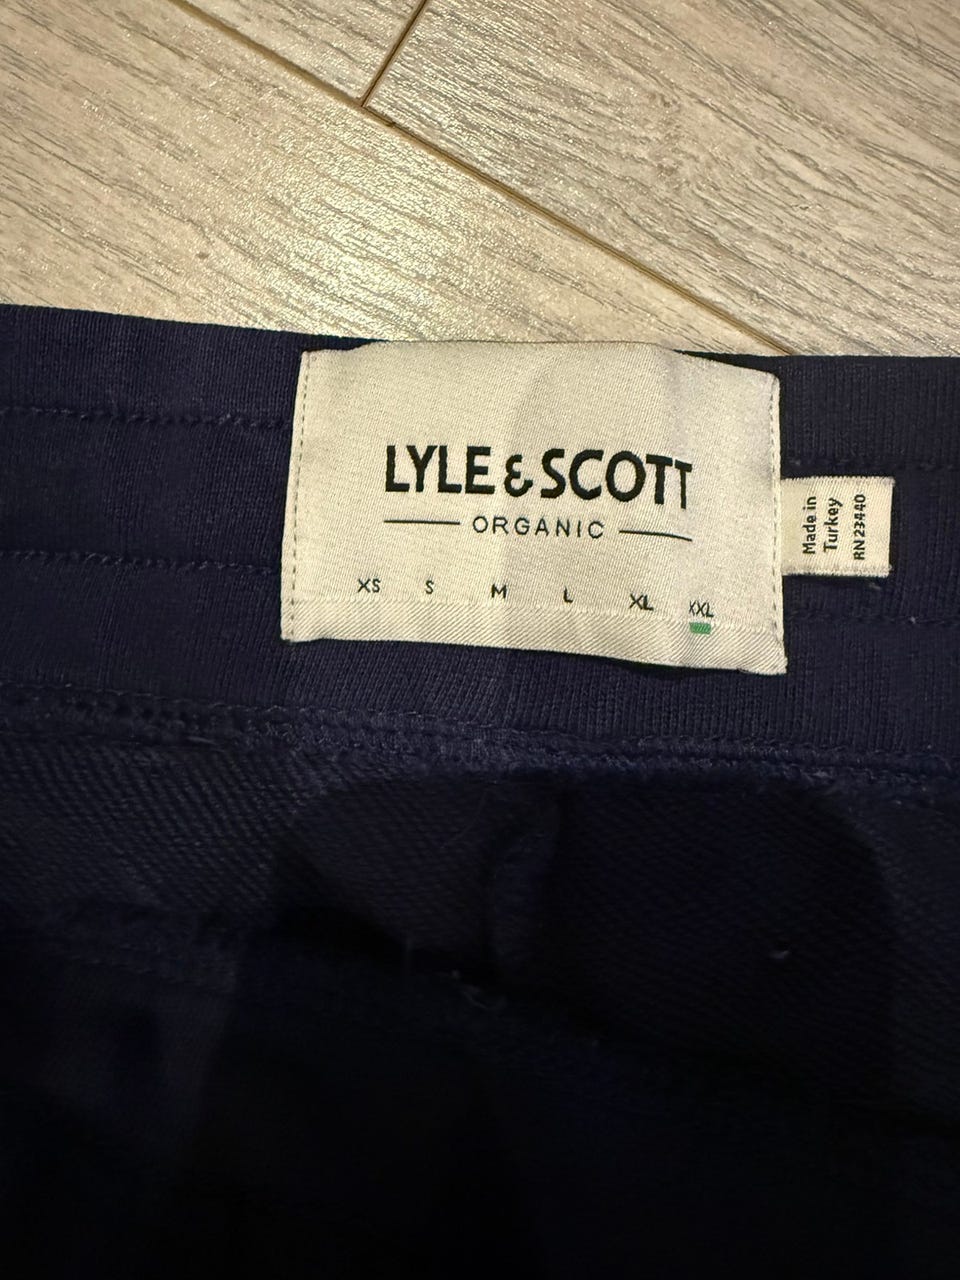 LYLE & SCOTT
ORGANIC
XS S M L XL XXL
Made in
Turkey
RN 23440